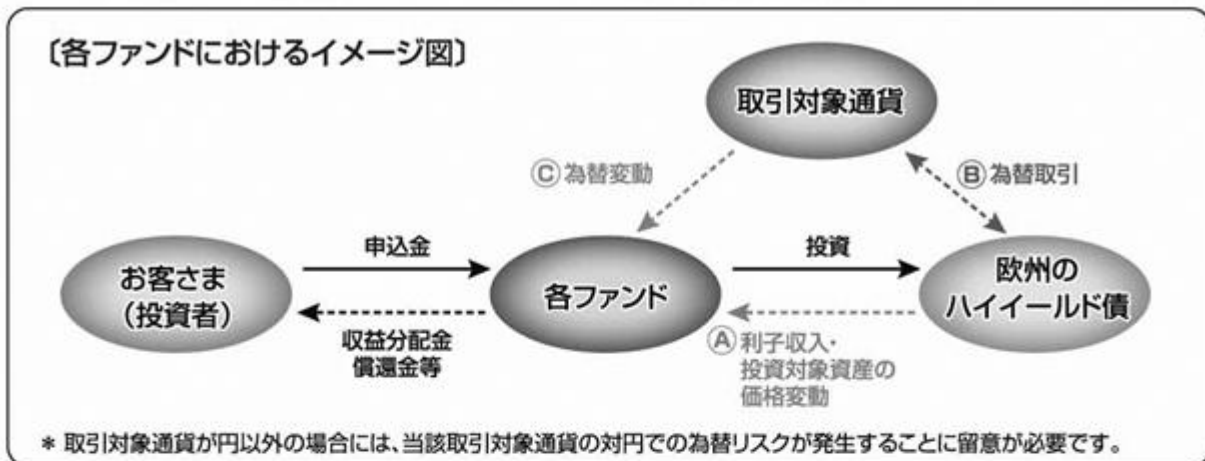 〔各ファンドにおけるイメージ図〕
取引対象通貨
Ⓒ為替変動
Ⓑ為替取引
申込金
投資
お客さま
（投資者）
各ファンド
欧州の
ハイイールド債
収益分配金
償還金等
Ⓐ利子収入・
投資対象資産の
価格変動
* 取引対象通貨が円以外の場合には、当該取引対象通貨の対円での為替リスクが発生することに留意が必要です。